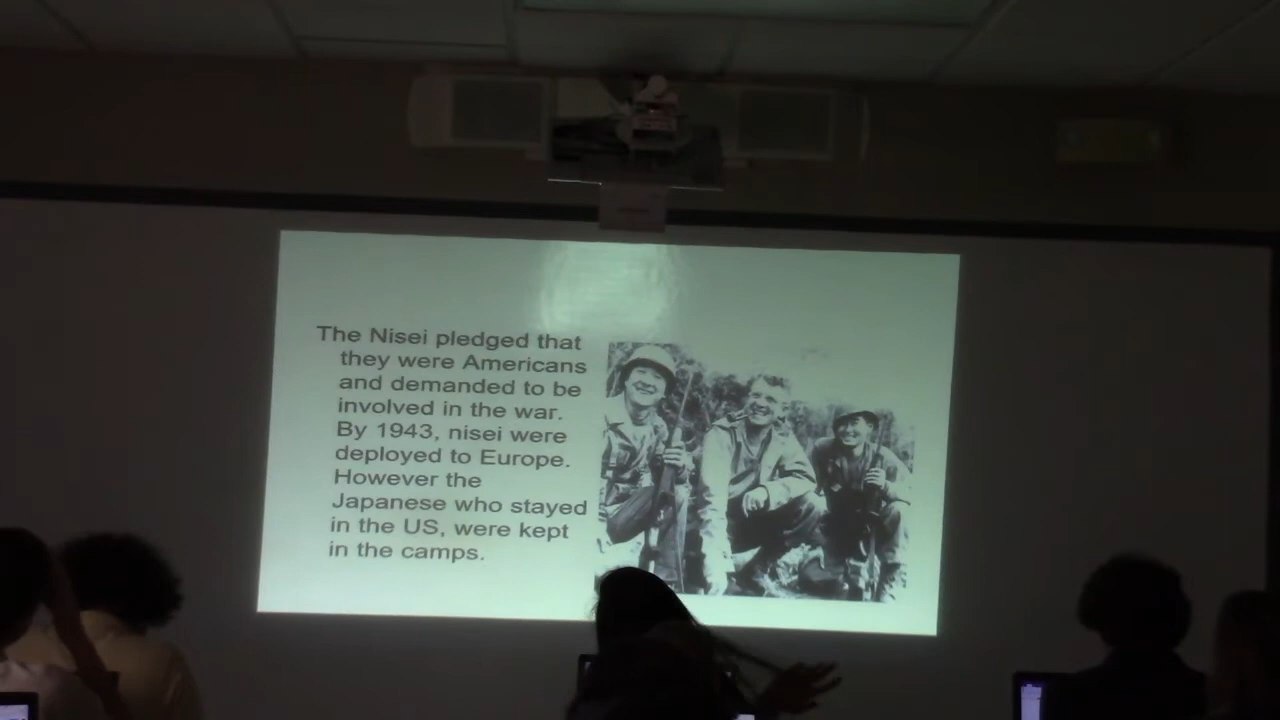 The Nisei pledged that
they were Americans
and demanded to be
involved in the war.
By 1943, nisei were
deployed to Europe.
However the
Japanese who stayed
in the US, were kept
in the camps.